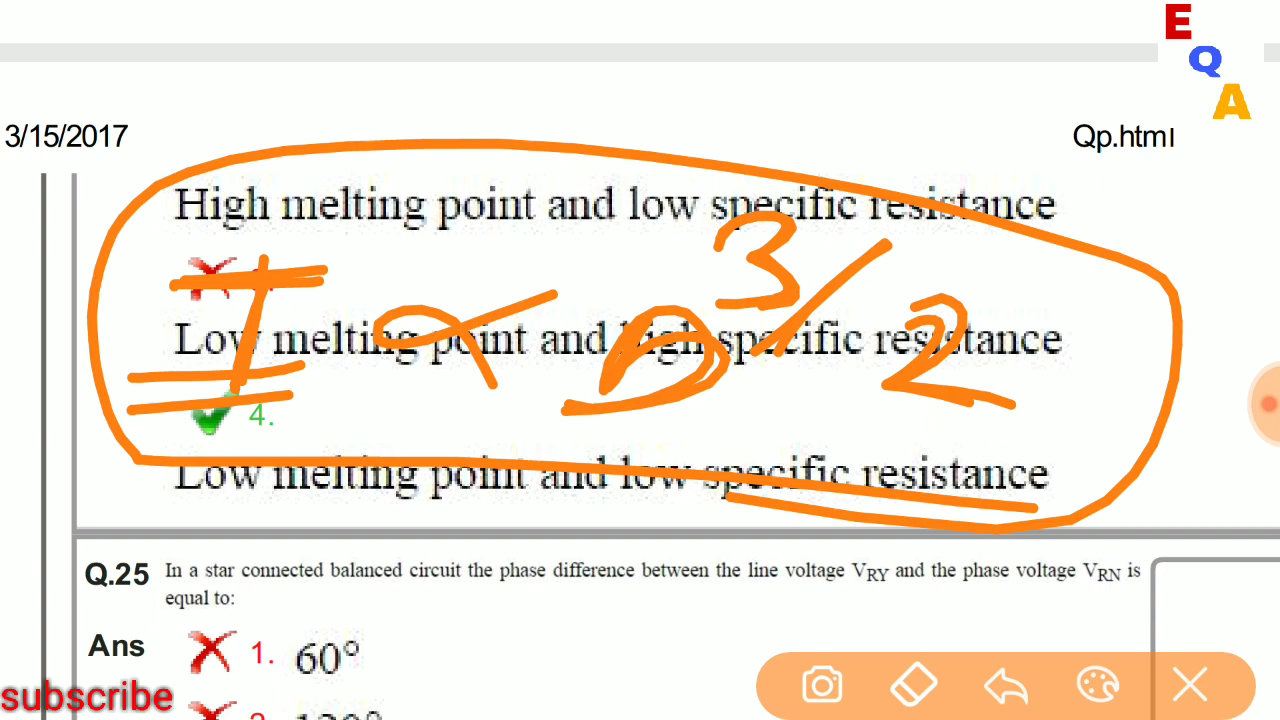 E
Q
A
3/15/2017 Qp.html
High melting point and low specific resistance
Low melting point and high specific resistance
I ∝ D 3/2
4.
Low melting point and low specific resistance
Q.25 In a star connected balanced circuit the phase difference between the line voltage VRY and the phase voltage VRN is
equal to:
Ans 1. 60°
subscribe